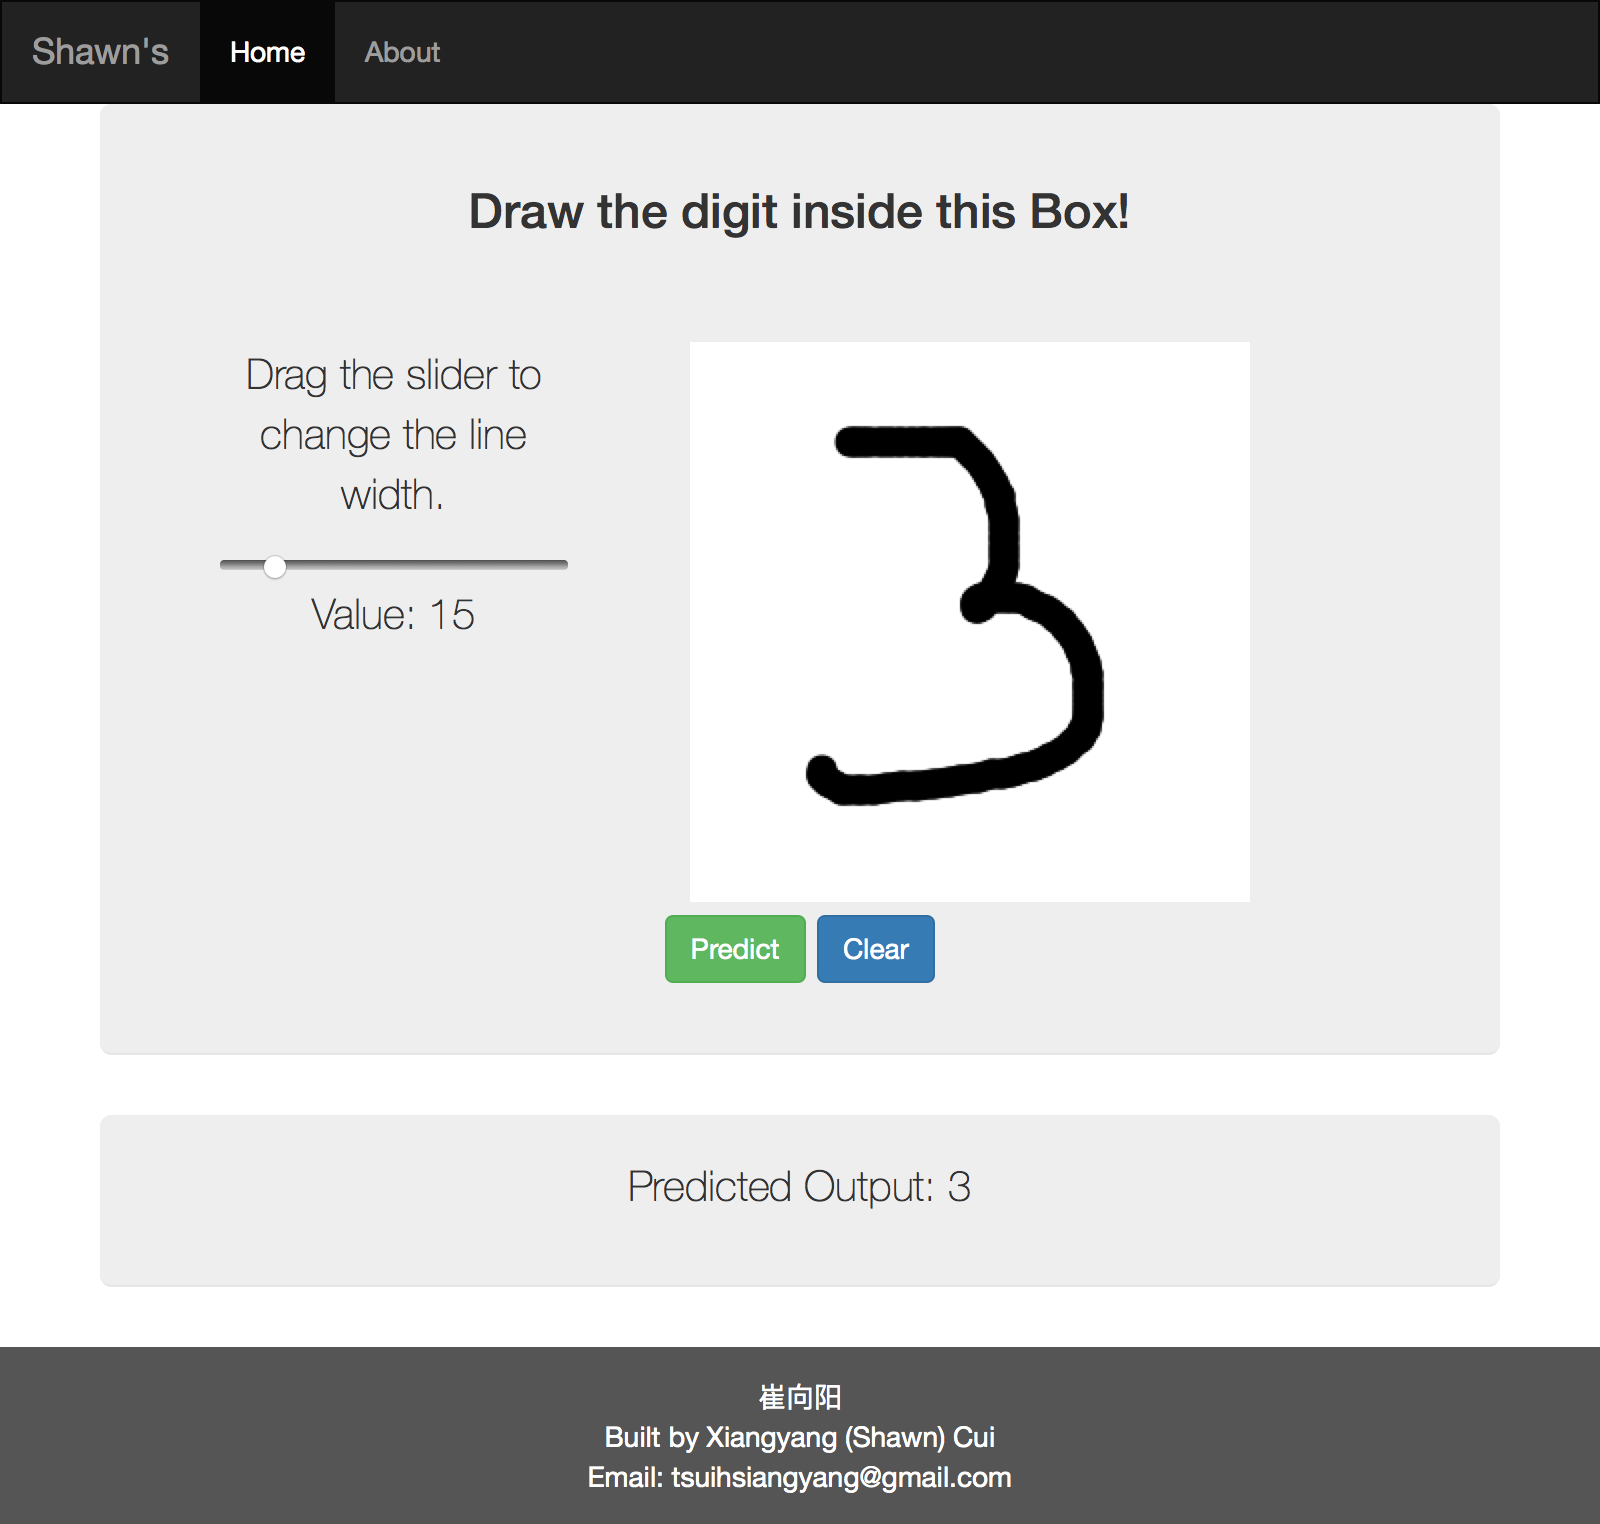 Shawn's Home About
Draw the digit inside this Box!
Drag the slider to
change the line
width.
Value: 15
3
Predict Clear
Predicted Output: 3
崔向阳
Built by Xiangyang (Shawn) Cui
Email: tsuihsiangyang@gmail.com